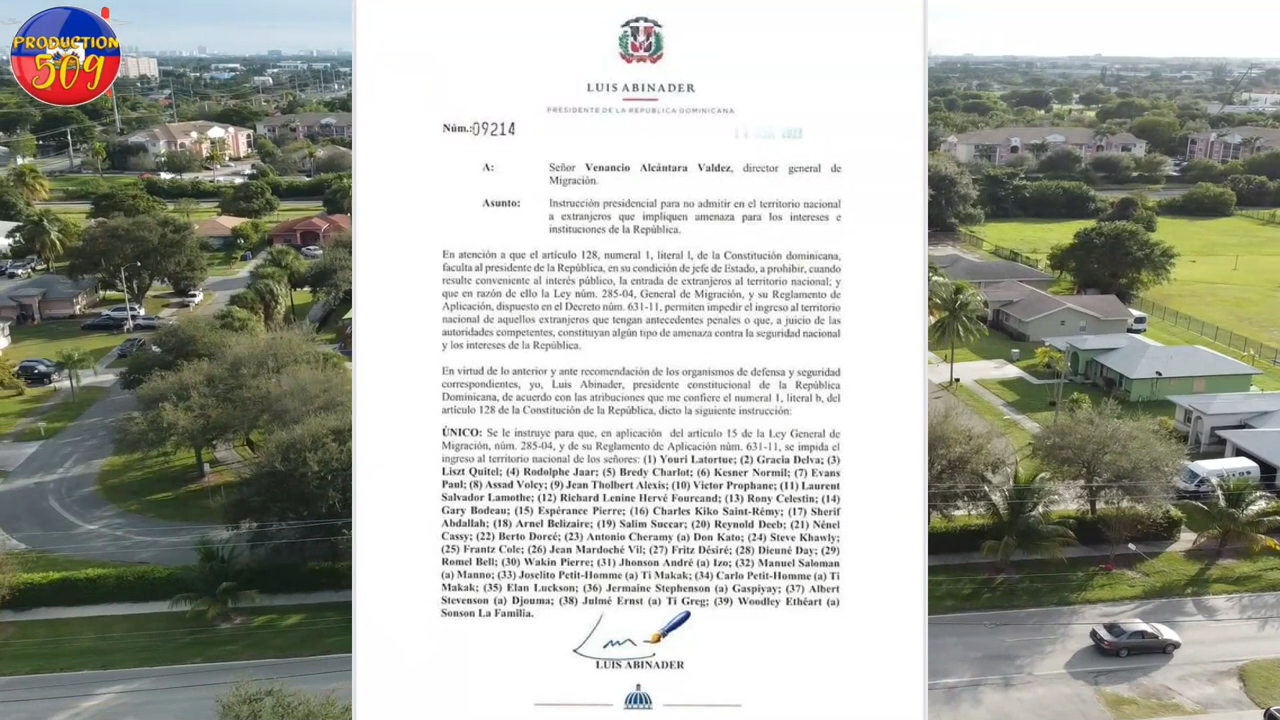 PRODUCTION
509
LUIS ABINADER
PRESIDENTE DE LA REPÚBLICA DOMINICANA
Núm.:09214
A: Señor Venancio Alcántara Valdez, director general de
Migración.
Asunto: Instrucción presidencial para no admitir en el territorio nacional
a extranjeros que impliquen amenaza para los intereses e
instituciones de la República.
En atención a que el artículo 128, numeral 1, literal l, de la Constitución dominicana,
faculta al presidente de la República, en su condición de jefe de Estado, a prohibir, cuando
resulte conveniente al interés público, la entrada de extranjeros al territorio nacional; y
que en razón de ello la Ley núm. 285-04, General de Migración, y su Reglamento de
Aplicación, dispuesto en el Decreto núm. 631-11, permiten impedir el ingreso al territorio
nacional de aquellos extranjeros que tengan antecedentes penales o que, a juicio de las
autoridades competentes, constituyan algún tipo de amenaza contra la seguridad nacional
y los intereses de la República.
En virtud de lo anterior y ante recomendación de los organismos de defensa y seguridad
correspondientes, yo, Luis Abinader, presidente constitucional de la República
Dominicana, de acuerdo con las atribuciones que me confiere el numeral 1, literal b, del
artículo 128 de la Constitución de la República, dicto la siguiente instrucción:
ÚNICO: Se le instruye para que, en aplicación del artículo 15 de la Ley General de
Migración, núm. 285-04, y de su Reglamento de Aplicación núm. 631-11, se impida el
ingreso al territorio nacional de los señores: (1) Youri Latortue; (2) Gracia Delva; (3)
Liszt Quitel; (4) Rodolphe Jaar; (5) Bredy Charlot; (6) Kesner Normil; (7) Evans
Paul; (8) Assad Volcy; (9) Jean Tholbert Alexis; (10) Victor Prophane; (11) Laurent
Salvador Lamothe; (12) Richard Lenine Hervé Fourcand; (13) Rony Celestin; (14)
Gary Bodeau; (15) Espérance Pierre; (16) Charles Kiko Saint-Rémy; (17) Sherif
Abdallah; (18) Arnel Belizaire; (19) Salim Succar; (20) Reynold Deeb; (21) Nénel
Cassy; (22) Berto Dorcé; (23) Antonio Cheramy (a) Don Kato; (24) Steve Khawly;
(25) Frantz Cole; (26) Jean Mardoché Vil; (27) Fritz Désiré; (28) Dieuné Day; (29)
Romel Bell; (30) Wakin Pierre; (31) Jhonson André (a) Izo; (32) Manuel Saloman
(a) Manno; (33) Joselito Petit-Homme (a) Ti Makak; (34) Carlo Petit-Homme (a) Ti
Makak; (35) Elan Luckson; (36) Jermaine Stephenson (a) Gaspiyay; (37) Albert
Stevenson (a) Djouma; (38) Julmé Ernst (a) Ti Greg; (39) Woodley Ethéart (a)
Sonson La Familia.
LUIS ABINADER